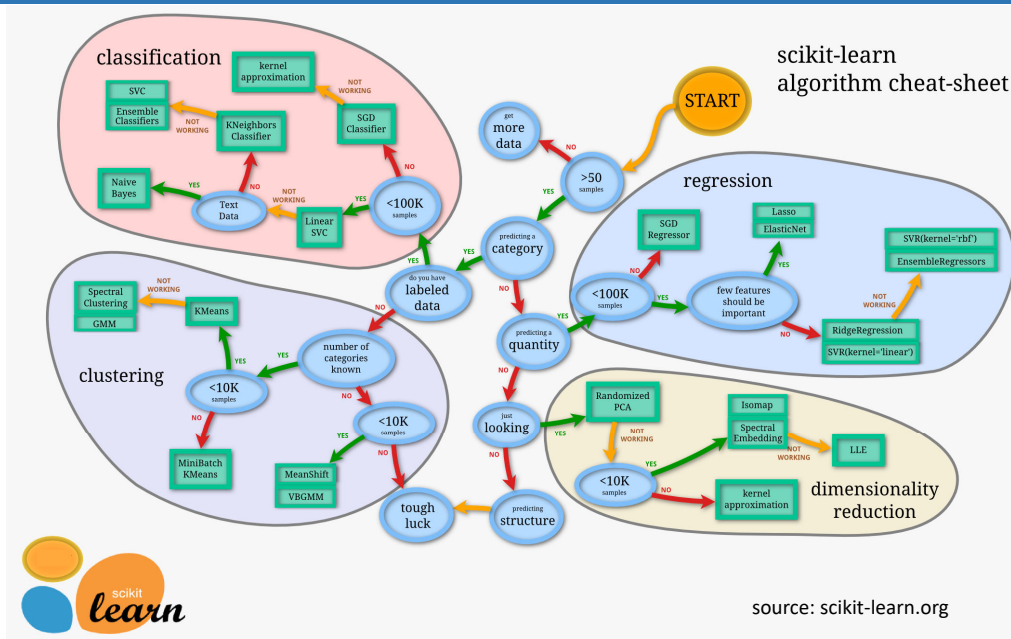 scikit-learn
algorithm cheat-sheet
START
get
more
data
NO
>50
samples
YES
predicting a
category
YES
NO
do you have
labeled
data
YES
NO
predicting a
quantity
YES
NO
just
looking
YES
NO
predicting
structure
tough
luck
classification
kernel
approximation
NOT
WORKING
SGD
Classifier
NO
<100K
samples
YES
Linear
SVC
NOT
WORKING
Text
Data
YES
Naive
Bayes
NO
KNeighbors
Classifier
NOT
WORKING
SVC
Ensemble
Classifiers
regression
SGD
Regressor
NO
<100K
samples
YES
few features
should be
important
YES
Lasso
ElasticNet
NO
RidgeRegression
SVR(kernel='linear')
NOT
WORKING
SVR(kernel='rbf')
EnsembleRegressors
clustering
Spectral
Clustering
GMM
NOT
WORKING
KMeans
YES
<10K
samples
NO
MiniBatch
KMeans
YES
number of
categories
known
NO
<10K
samples
YES
MeanShift
VBGMM
NO
dimensionality
reduction
Randomized
PCA
NOT
WORKING
<10K
samples
YES
Isomap
Spectral
Embedding
NOT
WORKING
LLE
NO
kernel
approximation
scikit
learn
source: scikit-learn.org